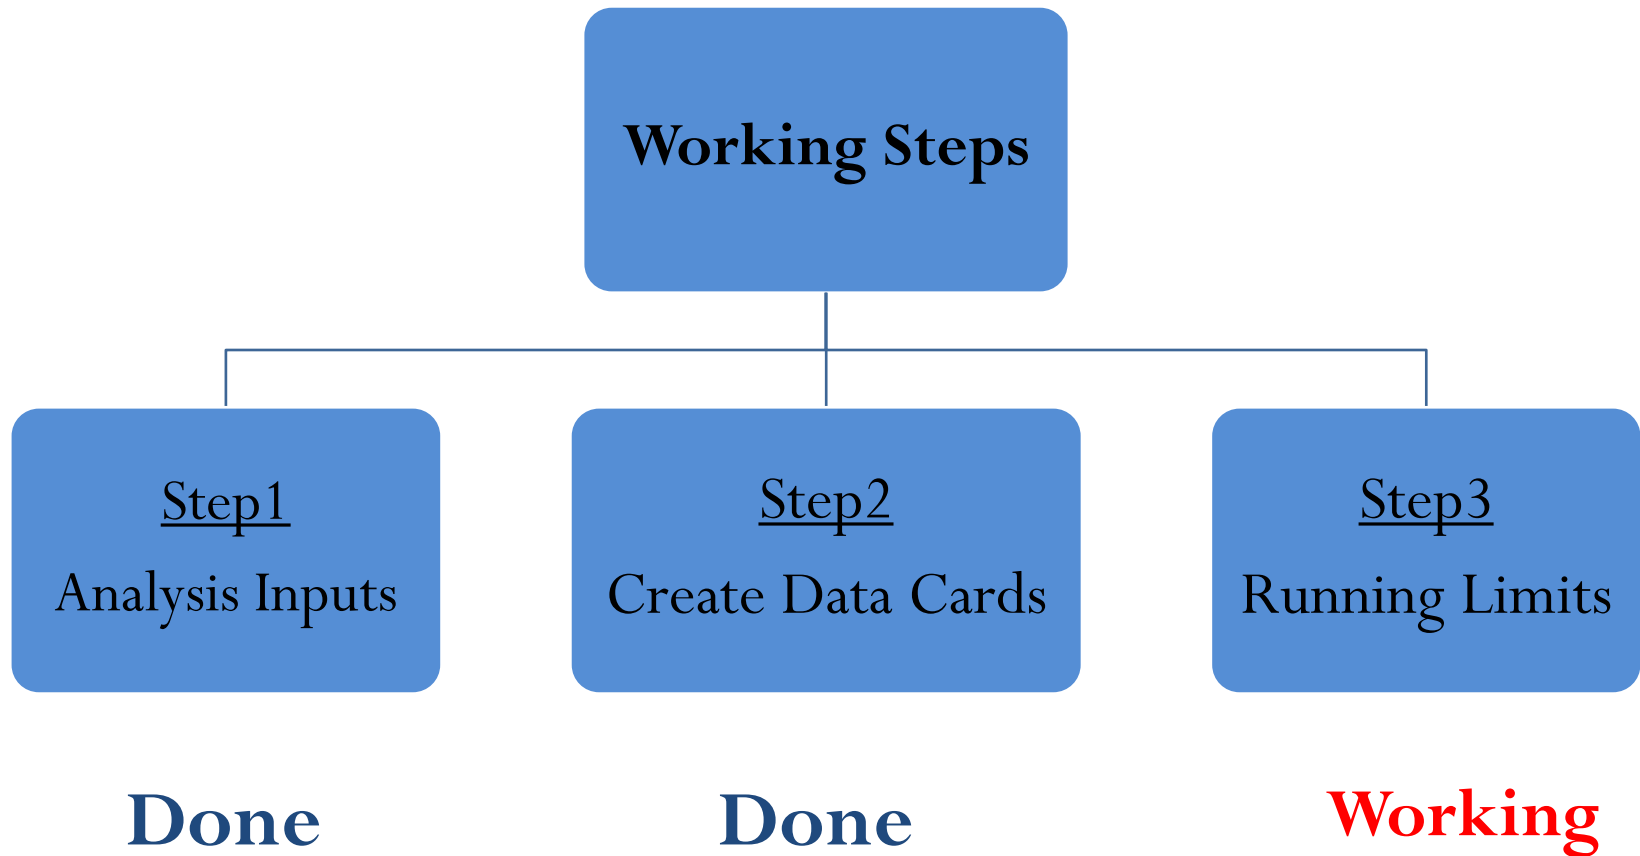 Working Steps
Step1
Analysis Inputs
Step2
Create Data Cards
Step3
Running Limits
Done
Done
Working